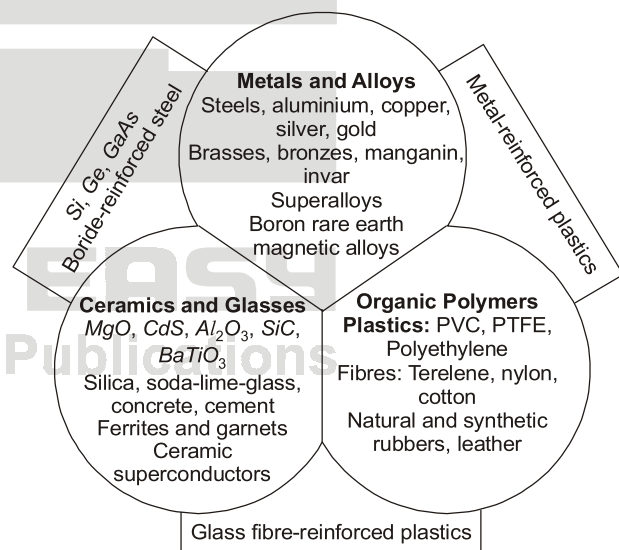 Metals and Alloys
Steels, aluminium, copper,
silver, gold
Brasses, bronzes, manganin,
invar
Superalloys
Boron rare earth
magnetic alloys
Si, Ge, GaAs
Boride-reinforced steel
Metal-reinforced plastics
Ceramics and Glasses
MgO, CdS, Al₂O₃, SiC,
BaTiO₃
Silica, soda-lime-glass,
concrete, cement
Ferrites and garnets
Ceramic
superconductors
Organic Polymers
Plastics: PVC, PTFE,
Polyethylene
Fibres: Terelene, nylon,
cotton
Natural and synthetic
rubbers, leather
Glass fibre-reinforced plastics
EASY
Publications